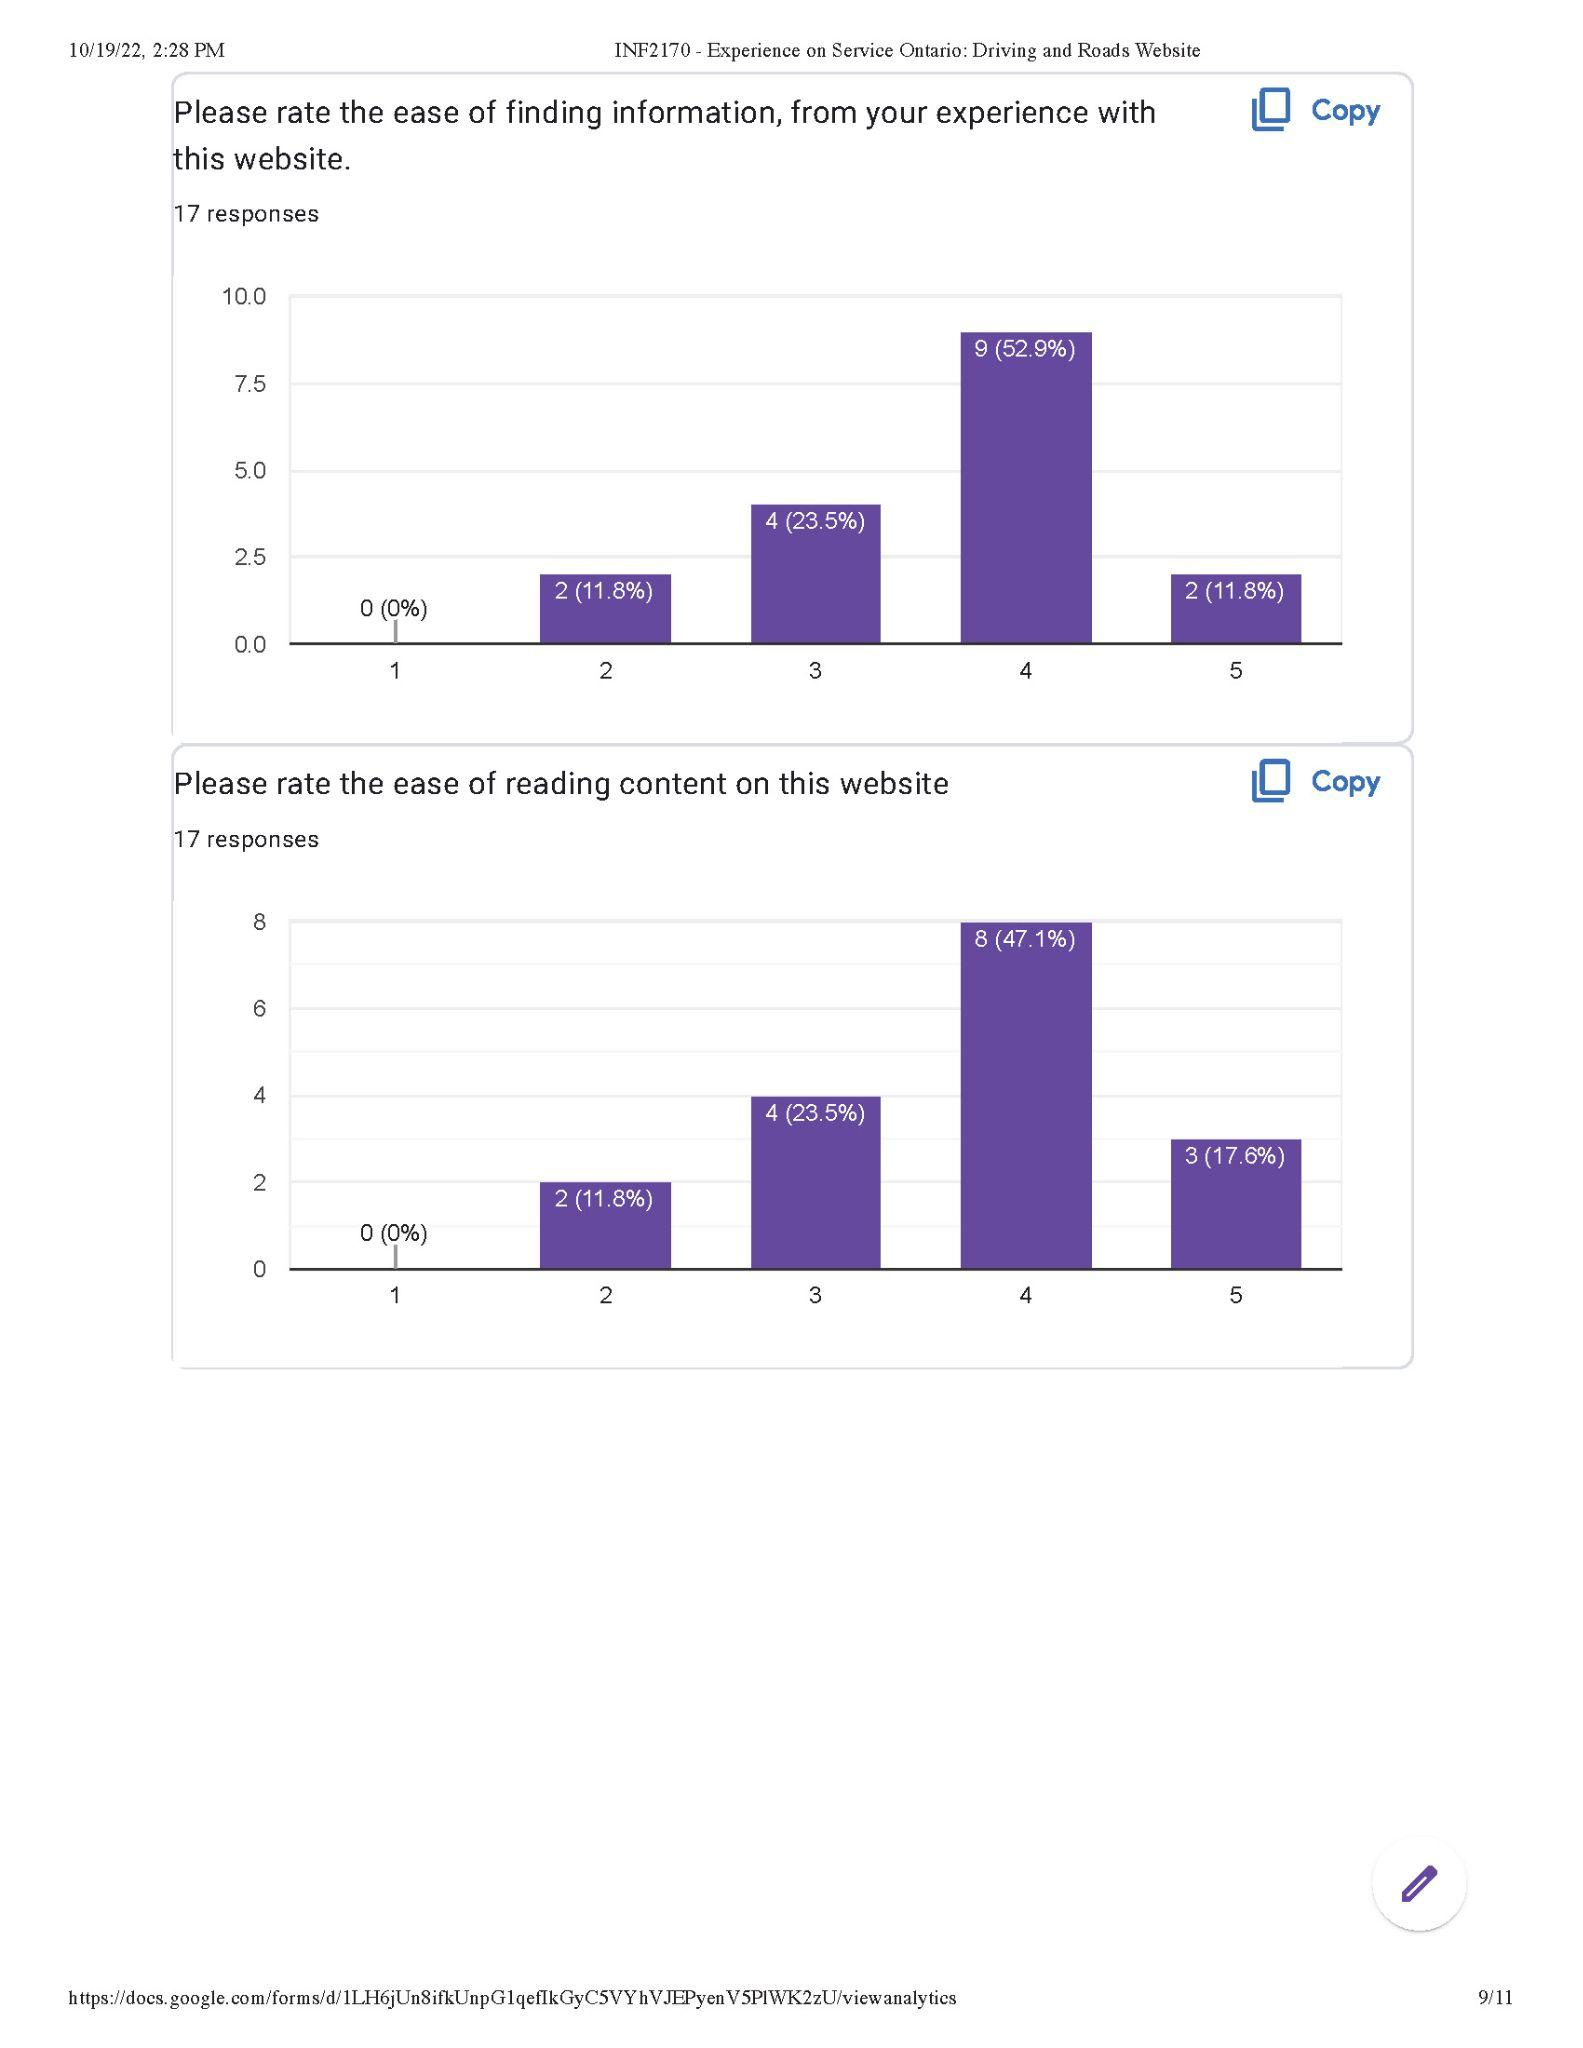 10/19/22, 2:28 PM INF2170 - Experience on Service Ontario: Driving and Roads Website
Please rate the ease of finding information, from your experience with
this website.
Copy
17 responses
10.0
7.5
5.0
2.5
0.0
0 (0%)
2 (11.8%)
4 (23.5%)
9 (52.9%)
2 (11.8%)
1 2 3 4 5
Please rate the ease of reading content on this website
Copy
17 responses
8
6
4
2
0
0 (0%)
2 (11.8%)
4 (23.5%)
8 (47.1%)
3 (17.6%)
1 2 3 4 5
https://docs.google.com/forms/d/1LH6jUn8ifkUnpG1qefIkGyC5VYhVJEPyenV5PlWK2zU/viewanalytics 9/11